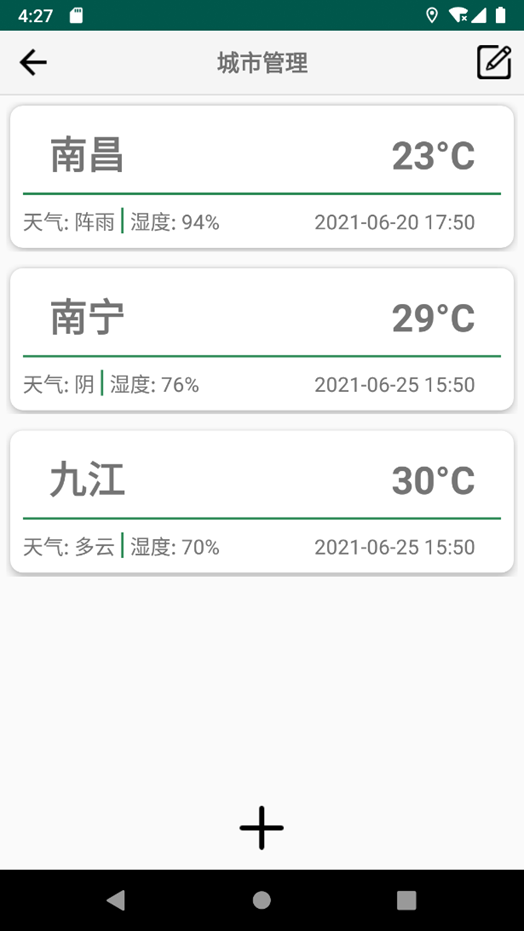 4:27
城市管理
南昌 23°C
天气: 阵雨 湿度: 94% 2021-06-20 17:50
南宁 29°C
天气: 阴 湿度: 76% 2021-06-25 15:50
九江 30°C
天气: 多云 湿度: 70% 2021-06-25 15:50